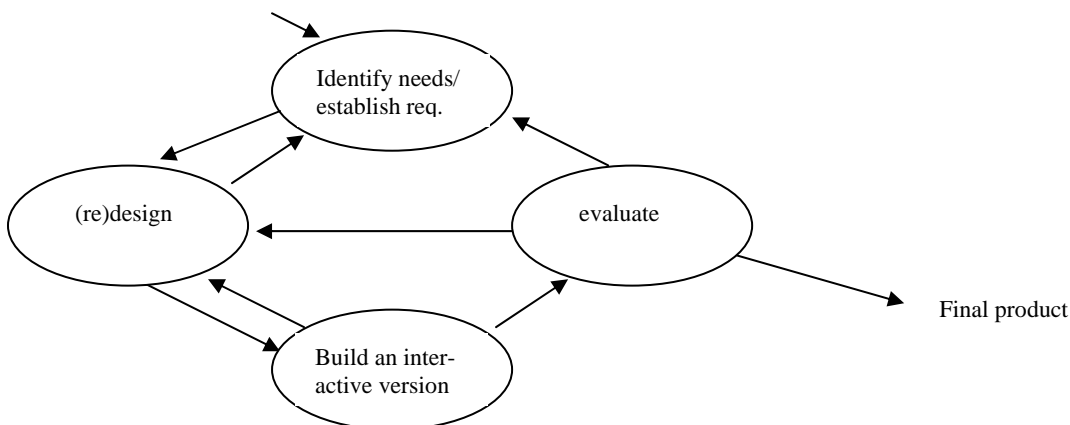 Identify needs/
establish req.
(re)design
evaluate
Final product
Build an inter-
active version